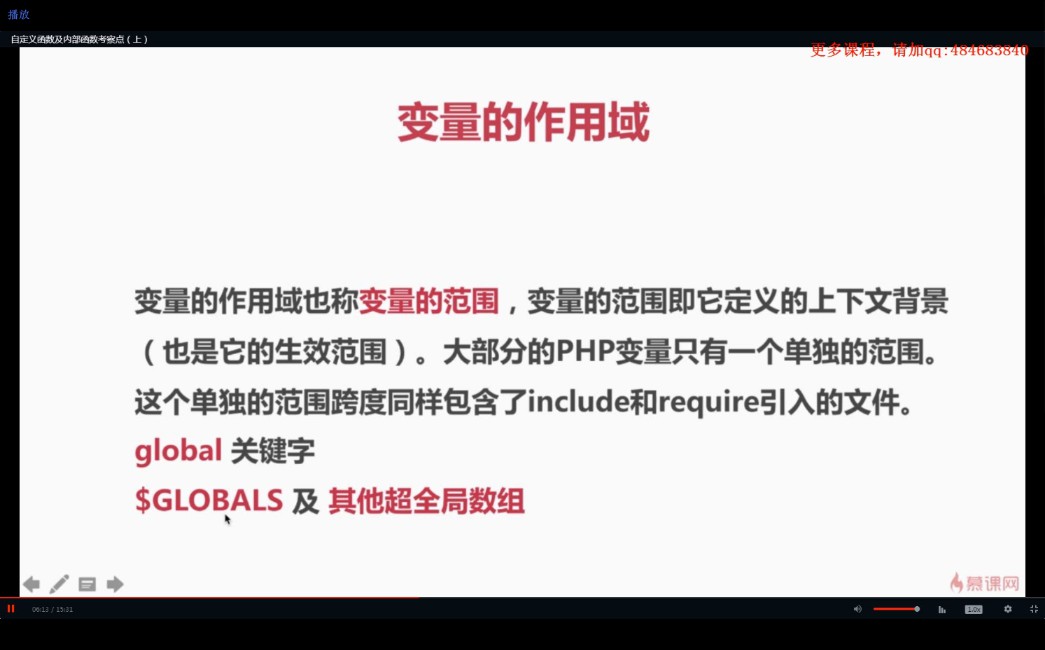 播放
自定义函数及内部函数考察点（上）
更多课程，请加qq:484683840
变量的作用域
变量的作用域也称变量的范围，变量的范围即它定义的上下文背景
（也是它的生效范围）。大部分的PHP变量只有一个单独的范围。
这个单独的范围跨度同样包含了include和require引入的文件。
global 关键字
$GLOBALS 及 其他超全局数组
慕课网
06:13 / 15:31
1.0x